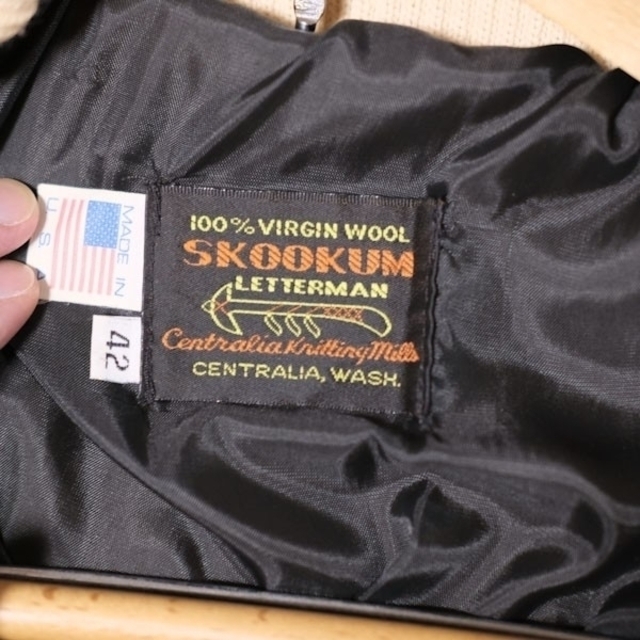 100% VIRGIN WOOL
SKOOKUM
LETTERMAN
Centralia Knitting Mills
CENTRALIA, WASH.
MADE IN
U.S.A
42